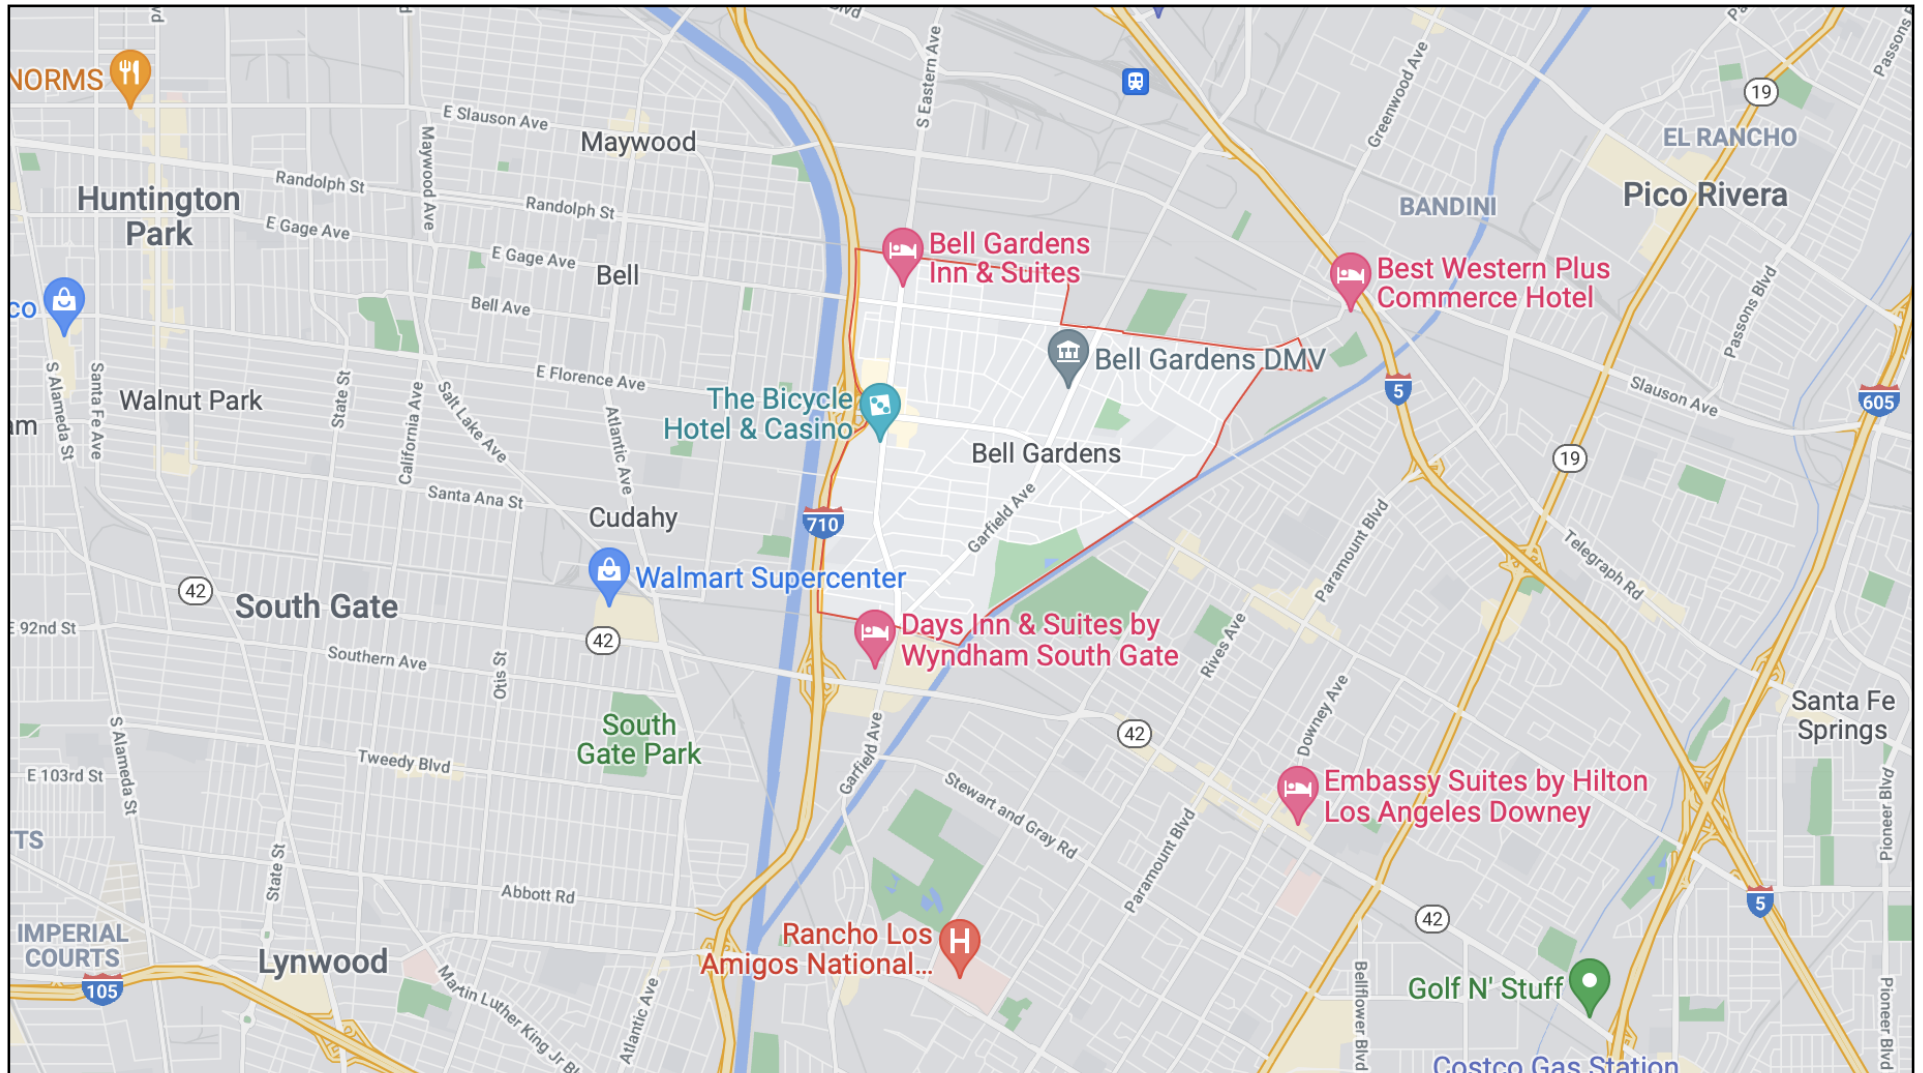 Blvd
S Eastern Ave
Greenwood Ave
Passons B
NORMS
19
E Slauson Ave
Maywood
Maywood Ave
EL RANCHO
Randolph St
Huntington
Park
Randolph St
BANDINI
Pico Rivera
E Gage Ave
E Gage Ave
Bell
Bell Gardens
Inn & Suites
Best Western Plus
Commerce Hotel
Passons Blvd
co
Bell Ave
Bell Gardens DMV
S Alameda St
Santa Fe Ave
E Florence Ave
State St
California Ave
Salt Lake Ave
Atlantic Ave
Walnut Park
The Bicycle
Hotel & Casino
5
Slauson Ave
605
am
Bell Gardens
19
Santa Ana St
Cudahy
710
Garfield Ave
Paramount Blvd
Telegraph Rd
Walmart Supercenter
42
South Gate
E 92nd St
42
Days Inn & Suites by
Wyndham South Gate
Rives Ave
Southern Ave
Otis St
Downey Ave
Santa Fe
Springs
South
Gate Park
S Alameda St
Garfield Ave
42
Tweedy Blvd
E 103rd St
Stewart and Gray Rd
Embassy Suites by Hilton
Los Angeles Downey
Paramount Blvd
Pioneer Blvd
TS
State St
Abbott Rd
5
42
IMPERIAL
COURTS
Rancho Los
Amigos National...
H
Lynwood
105
Martin Luther King Jr Bl
Atlantic Ave
Bellflower Blvd
Golf N' Stuff
Pioneer Blvd
Costco Gas Station